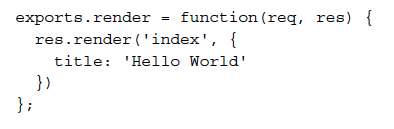 exports.render = function(req, res) {
  res.render('index', {
    title: 'Hello World'
  })
};